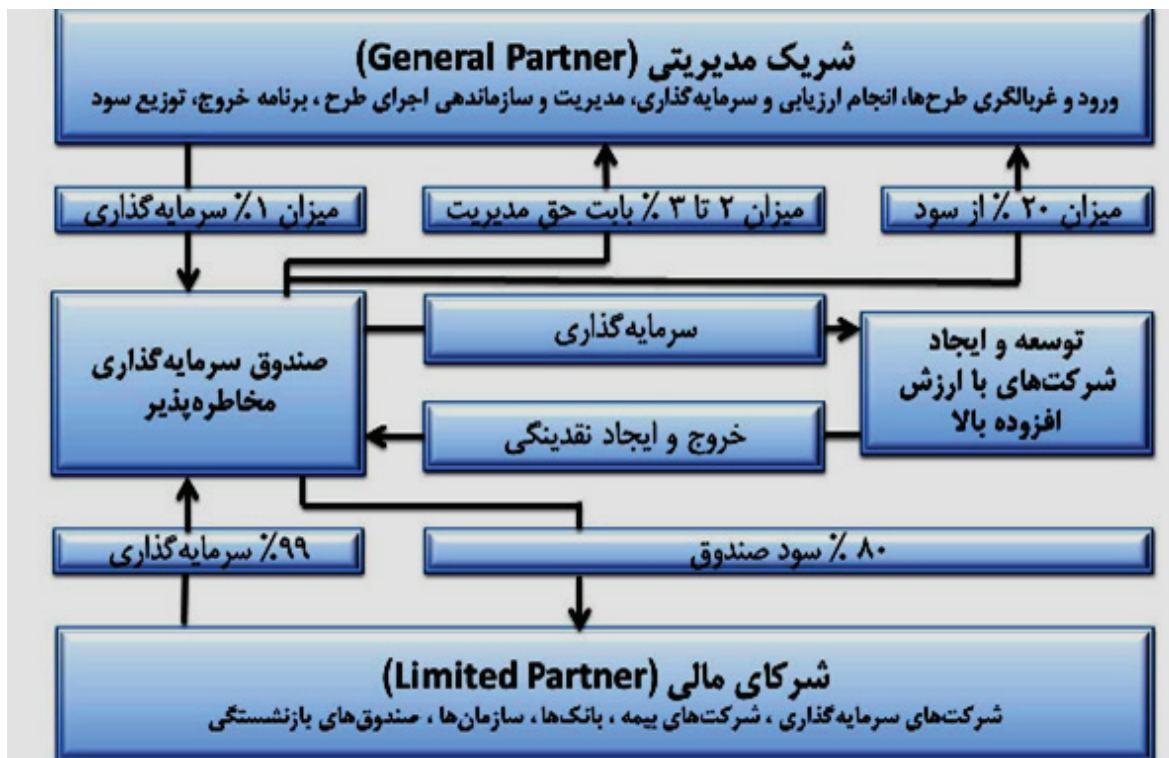 شریک مدیریتی (General Partner)
ورود و غربالگری طرح‌ها، انجام ارزیابی و سرمایه‌گذاری، مدیریت و سازماندهی اجرای طرح ، برنامه خروج، توزیع سود
میزان ۲۰ ٪ از سود
میزان ۲ تا ۳ ٪ بابت حق مدیریت
میزان ۱٪ سرمایه‌گذاری
توسعه و ایجاد
شرکت‌های با ارزش
افزوده بالا
سرمایه‌گذاری
خروج و ایجاد نقدینگی
صندوق سرمایه‌گذاری
مخاطره‌پذیر
۸۰ ٪ سود صندوق
۹۹٪ سرمایه‌گذاری
شرکای مالی (Limited Partner)
شرکت‌های سرمایه‌گذاری ، شرکت‌های بیمه ، بانک‌ها ، سازمان‌ها ، صندوق‌های بازنشستگی